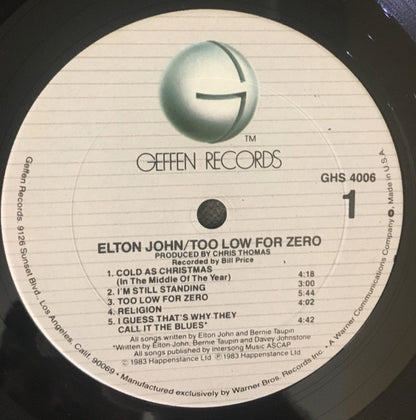 TM
GEFFEN RECORDS
GHS 4006
1
ELTON JOHN/TOO LOW FOR ZERO
PRODUCED BY CHRIS THOMAS
Recorded by Bill Price
1. COLD AS CHRISTMAS
(In The Middle Of The Year) 4:18
2. I'M STILL STANDING 3:00
3. TOO LOW FOR ZERO 5:44
4. RELIGION 4:02
5. I GUESS THAT'S WHY THEY
CALL IT THE BLUES* 4:42
All songs written by Elton John and Bernie Taupin
*Written by Elton John, Bernie Taupin and Davey Johnstone
All songs published by Intersong Music ASCAP
℗ 1983 Happenstance Ltd © 1983 Happenstance Ltd
Geffen Records, 9126 Sunset Blvd., Los Angeles, Calif. 90069 • Manufactured exclusively by Warner Bros. Records Inc. • A Warner Communications Company. Made in U.S.A.